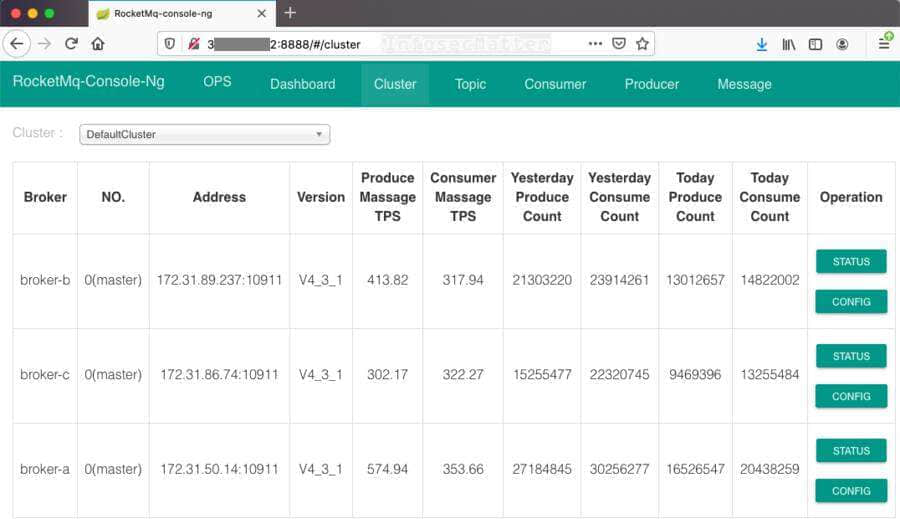 RocketMq-console-ng
3 2:8888/#/cluster InfosecMatter
RocketMq-Console-Ng OPS Dashboard Cluster Topic Consumer Producer Message
Cluster : DefaultCluster
Broker NO. Address Version Produce Massage TPS Consumer Massage TPS Yesterday Produce Count Yesterday Consume Count Today Produce Count Today Consume Count Operation
broker-b 0(master) 172.31.89.237:10911 V4_3_1 413.82 317.94 21303220 23914261 13012657 14822002 STATUS
CONFIG
broker-c 0(master) 172.31.86.74:10911 V4_3_1 302.17 322.27 15255477 22320745 9469396 13255484 STATUS
CONFIG
broker-a 0(master) 172.31.50.14:10911 V4_3_1 574.94 353.66 27184845 30256277 16526547 20438259 STATUS
CONFIG